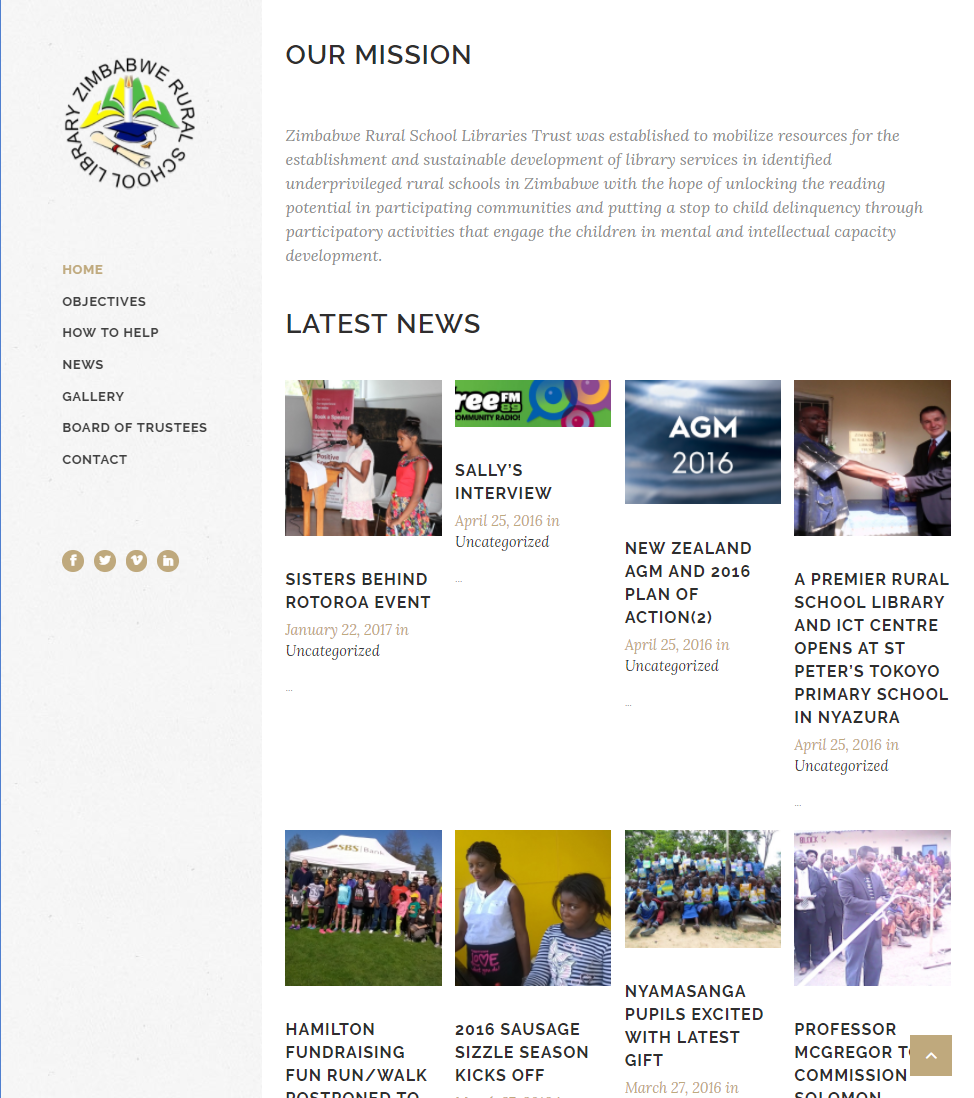 ZIMBABWE RURAL SCHOOL LIBRARY
HOME
OBJECTIVES
HOW TO HELP
NEWS
GALLERY
BOARD OF TRUSTEES
CONTACT
OUR MISSION
Zimbabwe Rural School Libraries Trust was established to mobilize resources for the
establishment and sustainable development of library services in identified
underprivileged rural schools in Zimbabwe with the hope of unlocking the reading
potential in participating communities and putting a stop to child delinquency through
participatory activities that engage the children in mental and intellectual capacity
development.
LATEST NEWS
Book a Speaker
Positive
SISTERS BEHIND
ROTOROA EVENT
January 22, 2017 in
Uncategorized
...
reeFM
89
OMMUNITY RADIO!
SALLY’S
INTERVIEW
April 25, 2016 in
Uncategorized
...
AGM
2016
NEW ZEALAND
AGM AND 2016
PLAN OF
ACTION(2)
April 25, 2016 in
Uncategorized
...
A PREMIER RURAL
SCHOOL LIBRARY
AND ICT CENTRE
OPENS AT ST
PETER’S TOKOYO
PRIMARY SCHOOL
IN NYAZURA
April 25, 2016 in
Uncategorized
...
SBS Bank
HAMILTON
FUNDRAISING
FUN RUN/WALK
POSTPONED TO
LOVE
2016 SAUSAGE
SIZZLE SEASON
KICKS OFF
NYAMASANGA
PUPILS EXCITED
WITH LATEST
GIFT
March 27, 2016 in
BLOCK
PROFESSOR
MCGREGOR TO
COMMISSION
SOLOMON